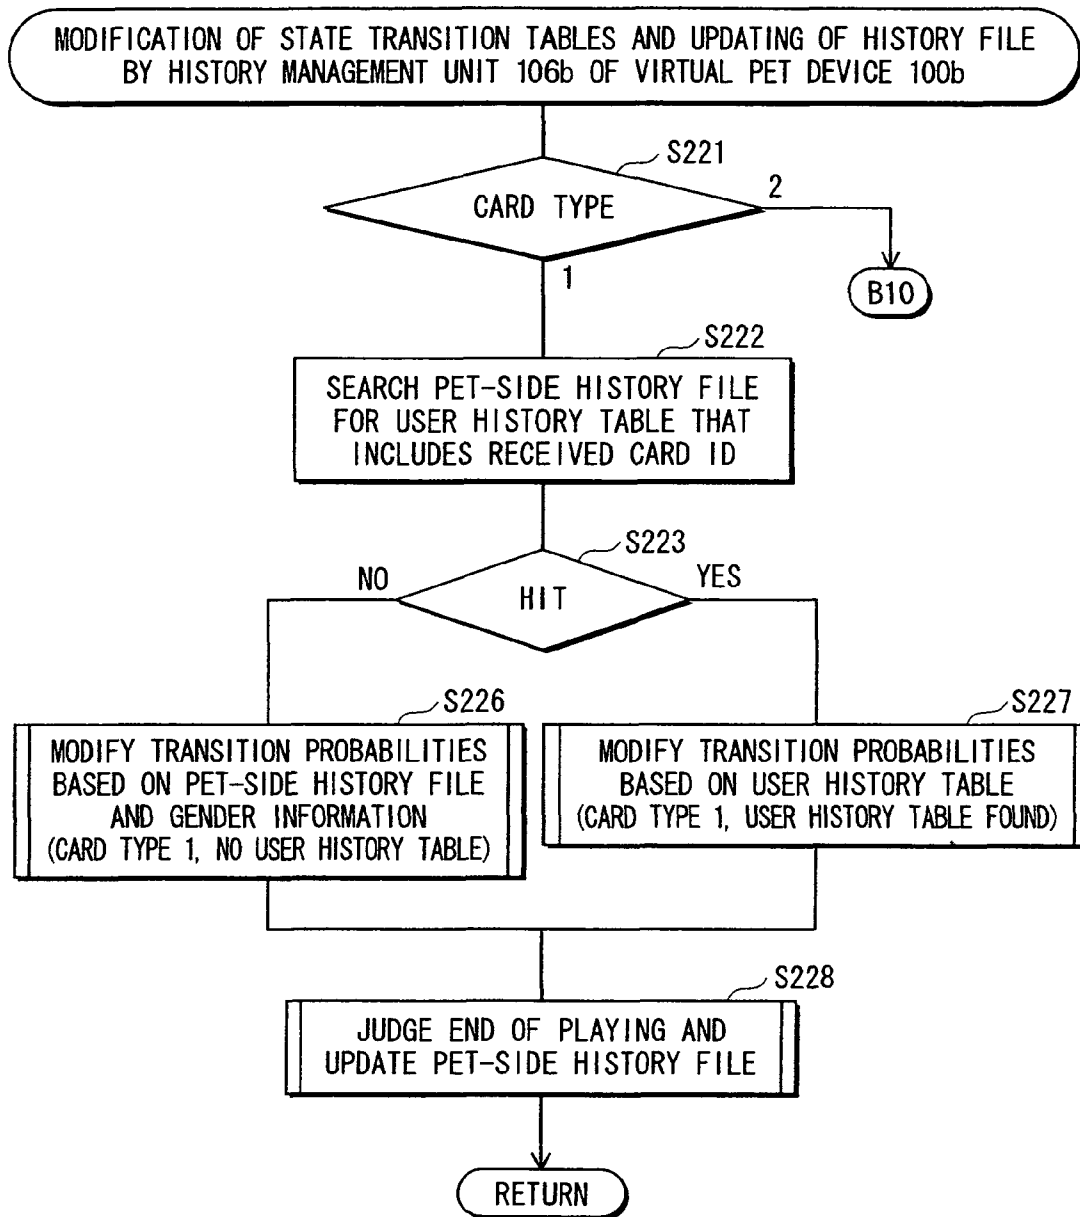 MODIFICATION OF STATE TRANSITION TABLES AND UPDATING OF HISTORY FILE
BY HISTORY MANAGEMENT UNIT 106b OF VIRTUAL PET DEVICE 100b
S221
CARD TYPE
2
1
B10
S222
SEARCH PET-SIDE HISTORY FILE
FOR USER HISTORY TABLE THAT
INCLUDES RECEIVED CARD ID
S223
NO
HIT
YES
S226
MODIFY TRANSITION PROBABILITIES
BASED ON PET-SIDE HISTORY FILE
AND GENDER INFORMATION
(CARD TYPE 1, NO USER HISTORY TABLE)
S227
MODIFY TRANSITION PROBABILITIES
BASED ON USER HISTORY TABLE
(CARD TYPE 1, USER HISTORY TABLE FOUND)
S228
JUDGE END OF PLAYING AND
UPDATE PET-SIDE HISTORY FILE
RETURN